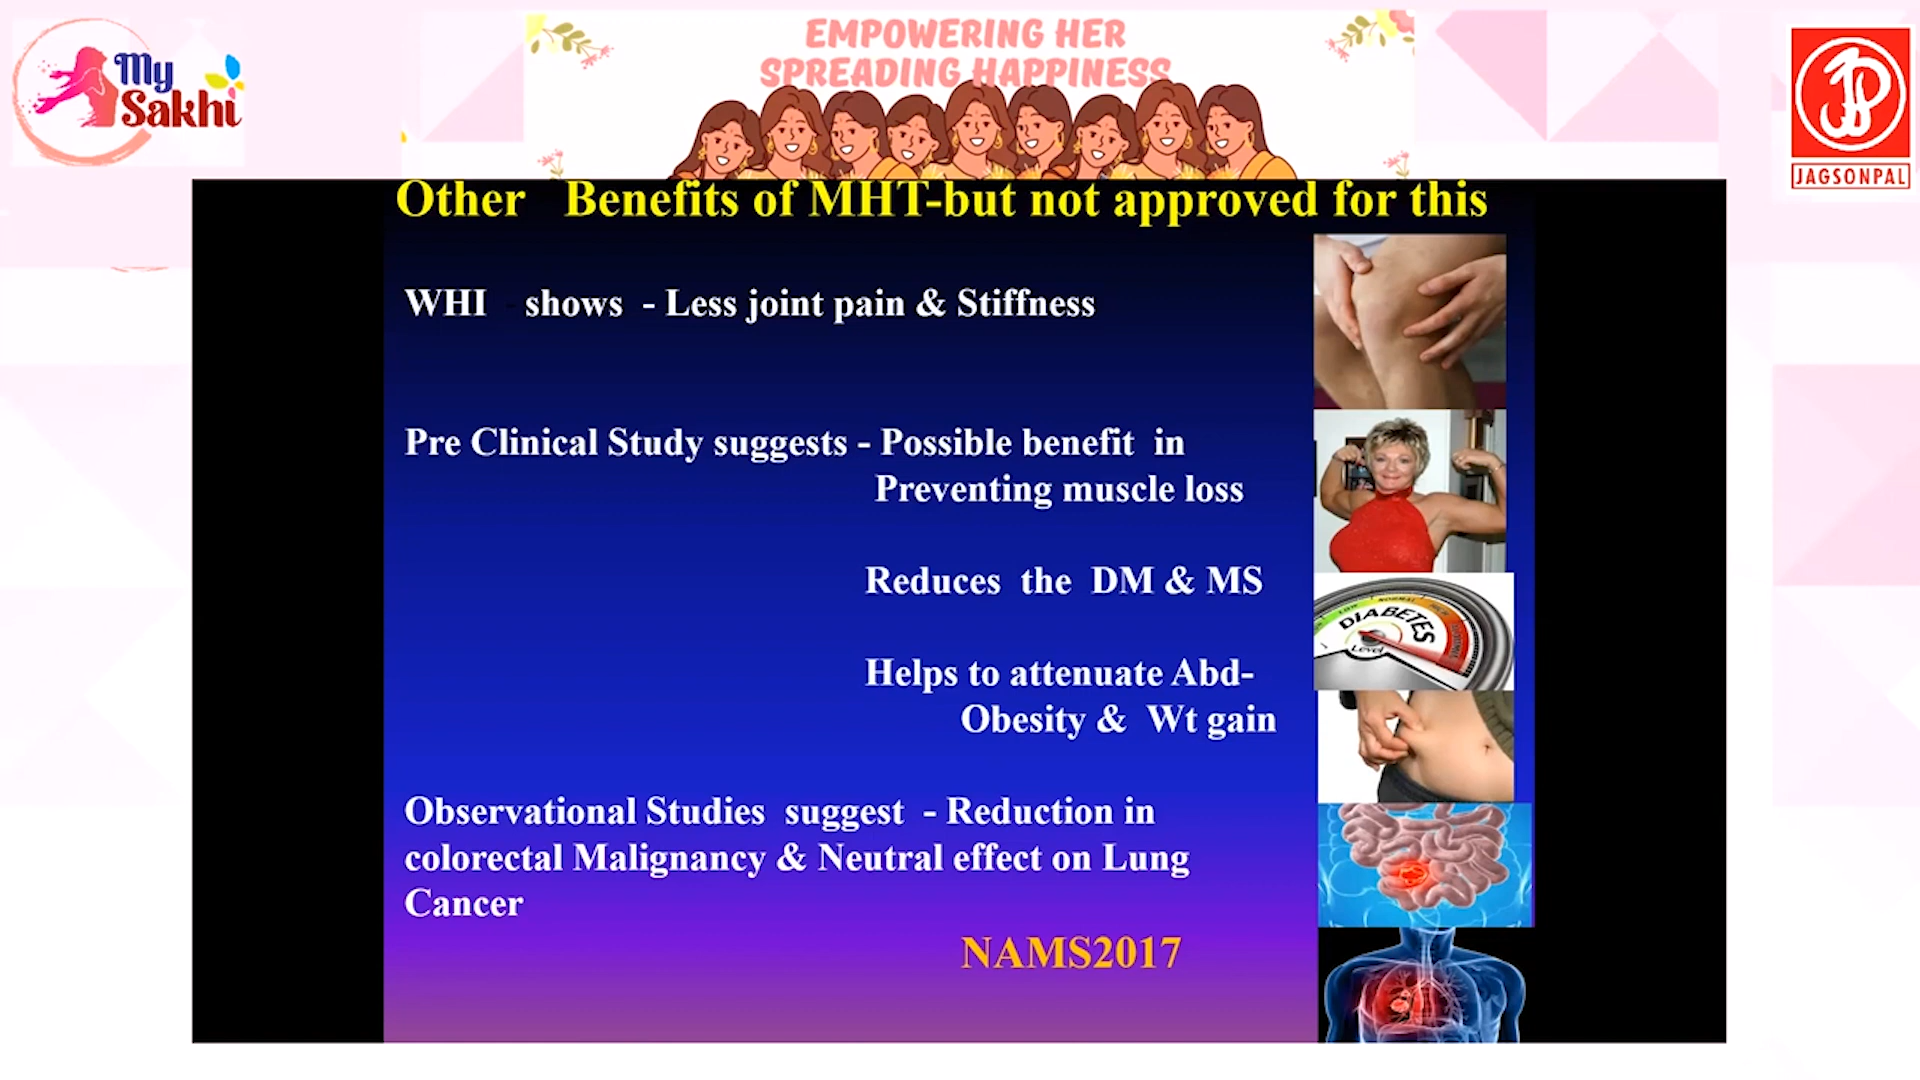 My
Sakhi
EMPOWERING HER
SPREADING HAPPINESS
JAGSONPAL
Other Benefits of MHT-but not approved for this
WHI - shows - Less joint pain & Stiffness
Pre Clinical Study suggests - Possible benefit in
Preventing muscle loss
Reduces the DM & MS
DIABETES
Level
Helps to attenuate Abd-
Obesity & Wt gain
Observational Studies suggest - Reduction in
colorectal Malignancy & Neutral effect on Lung
Cancer
NAMS2017